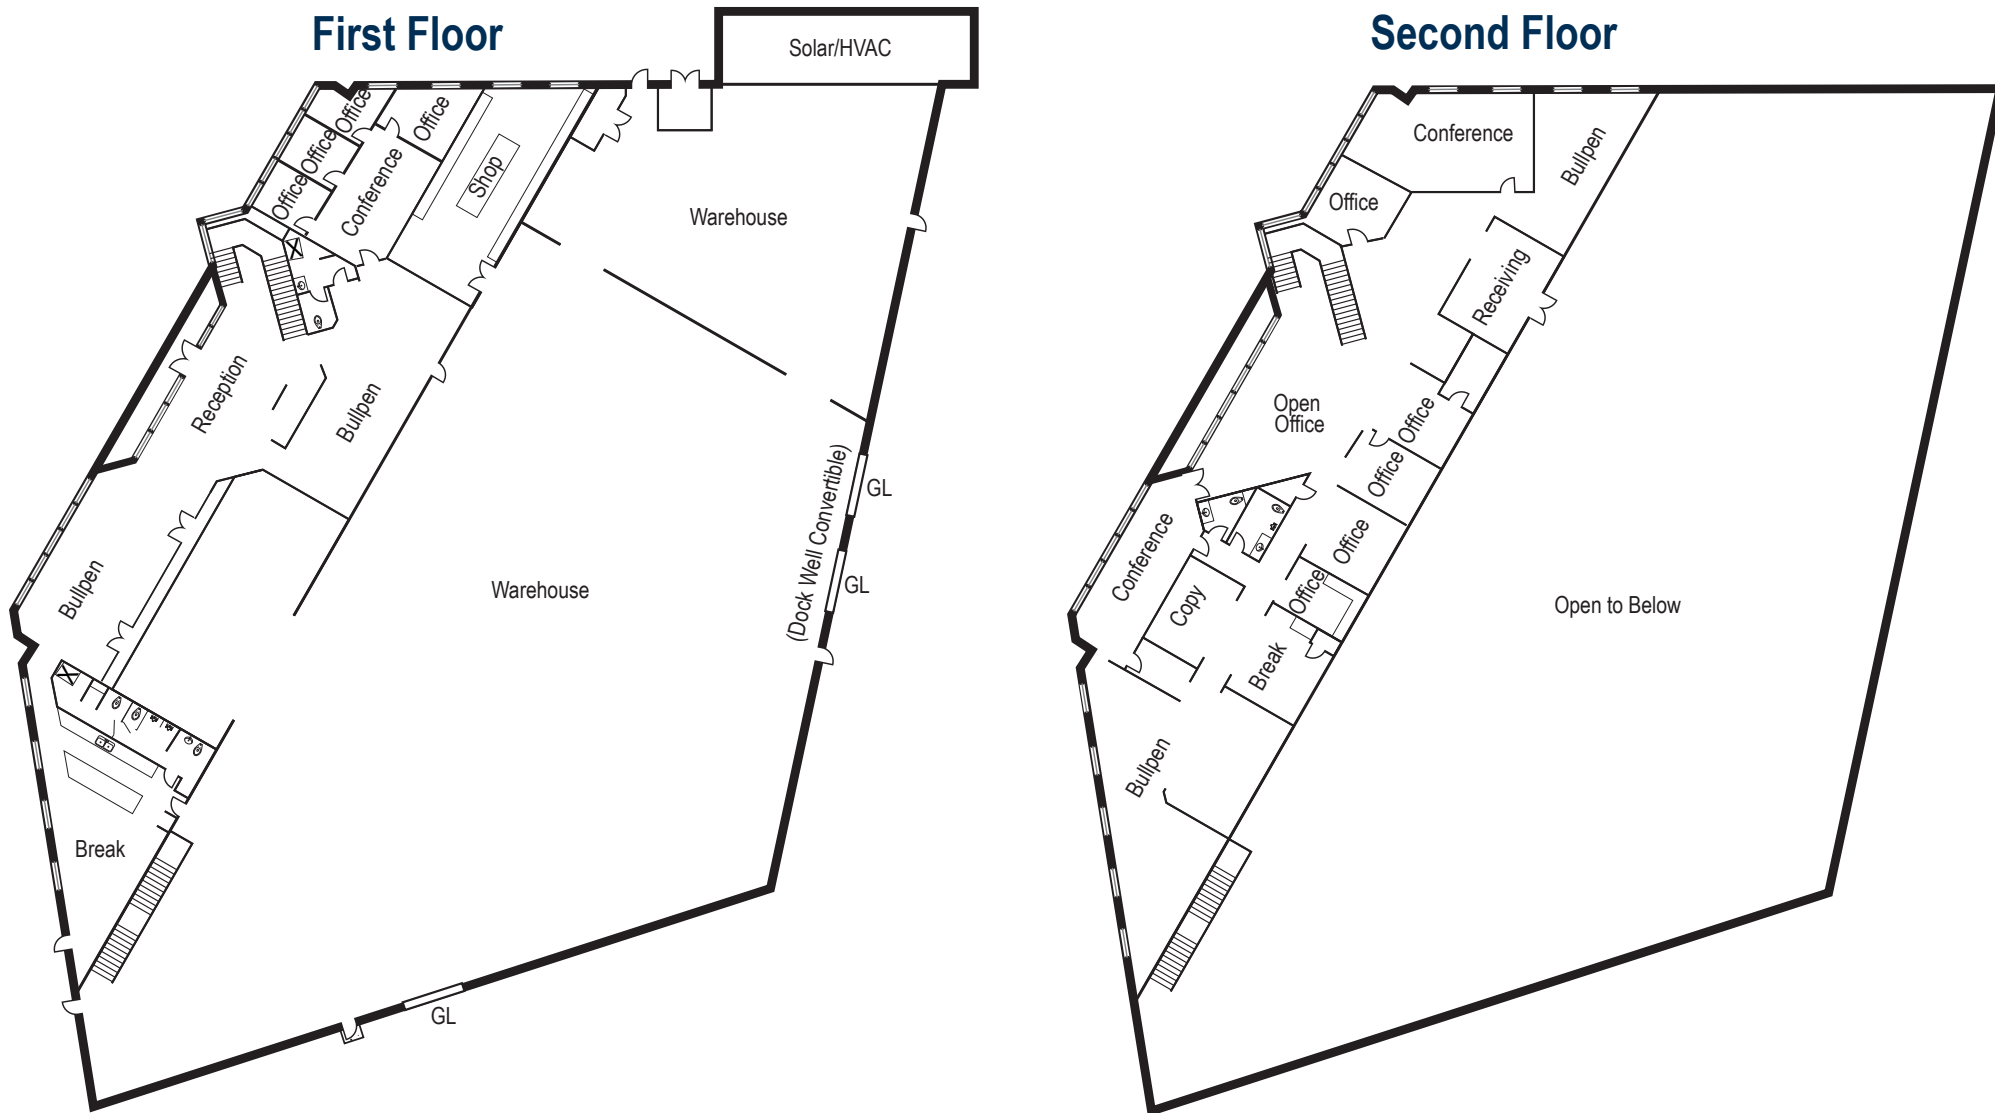 First Floor
Solar/HVAC
Office
Office
Office
Office
Conference
Shop
Warehouse
Reception
Bullpen
Bullpen
Warehouse
(Dock Well Convertible)
GL
GL
Break
GL
Second Floor
Conference
Bullpen
Office
Receiving
Open
Office
Office
Office
Office
Office
Conference
Copy
Break
Bullpen
Open to Below